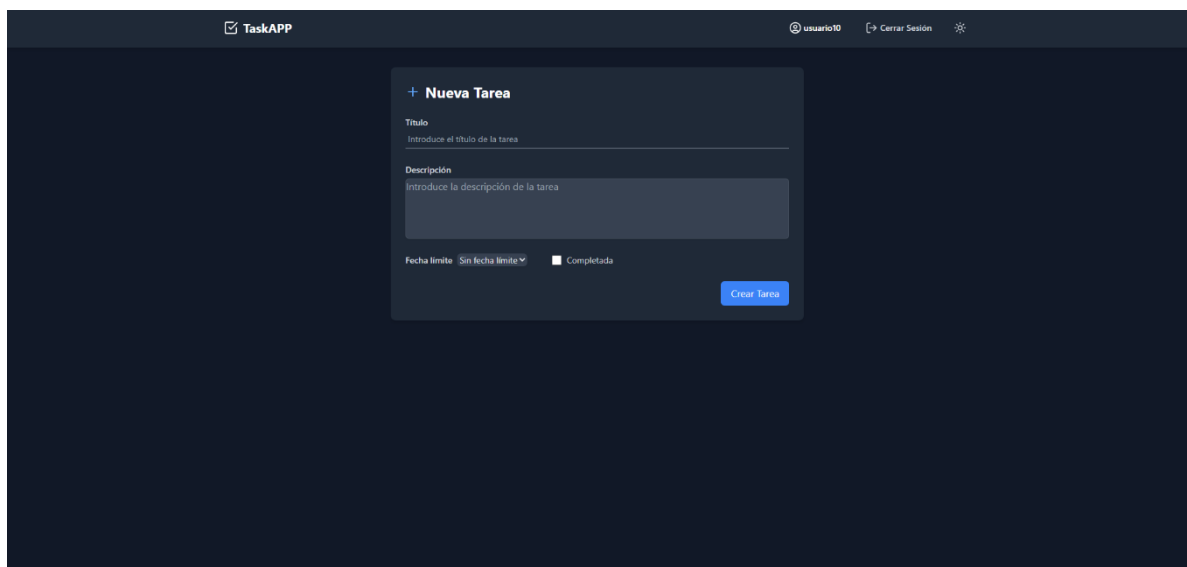 TaskAPP usuario10 Cerrar Sesión
Nueva Tarea
Título
Introduce el título de la tarea
Descripción
Introduce la descripción de la tarea
Fecha límite Sin fecha límite Completada
Crear Tarea